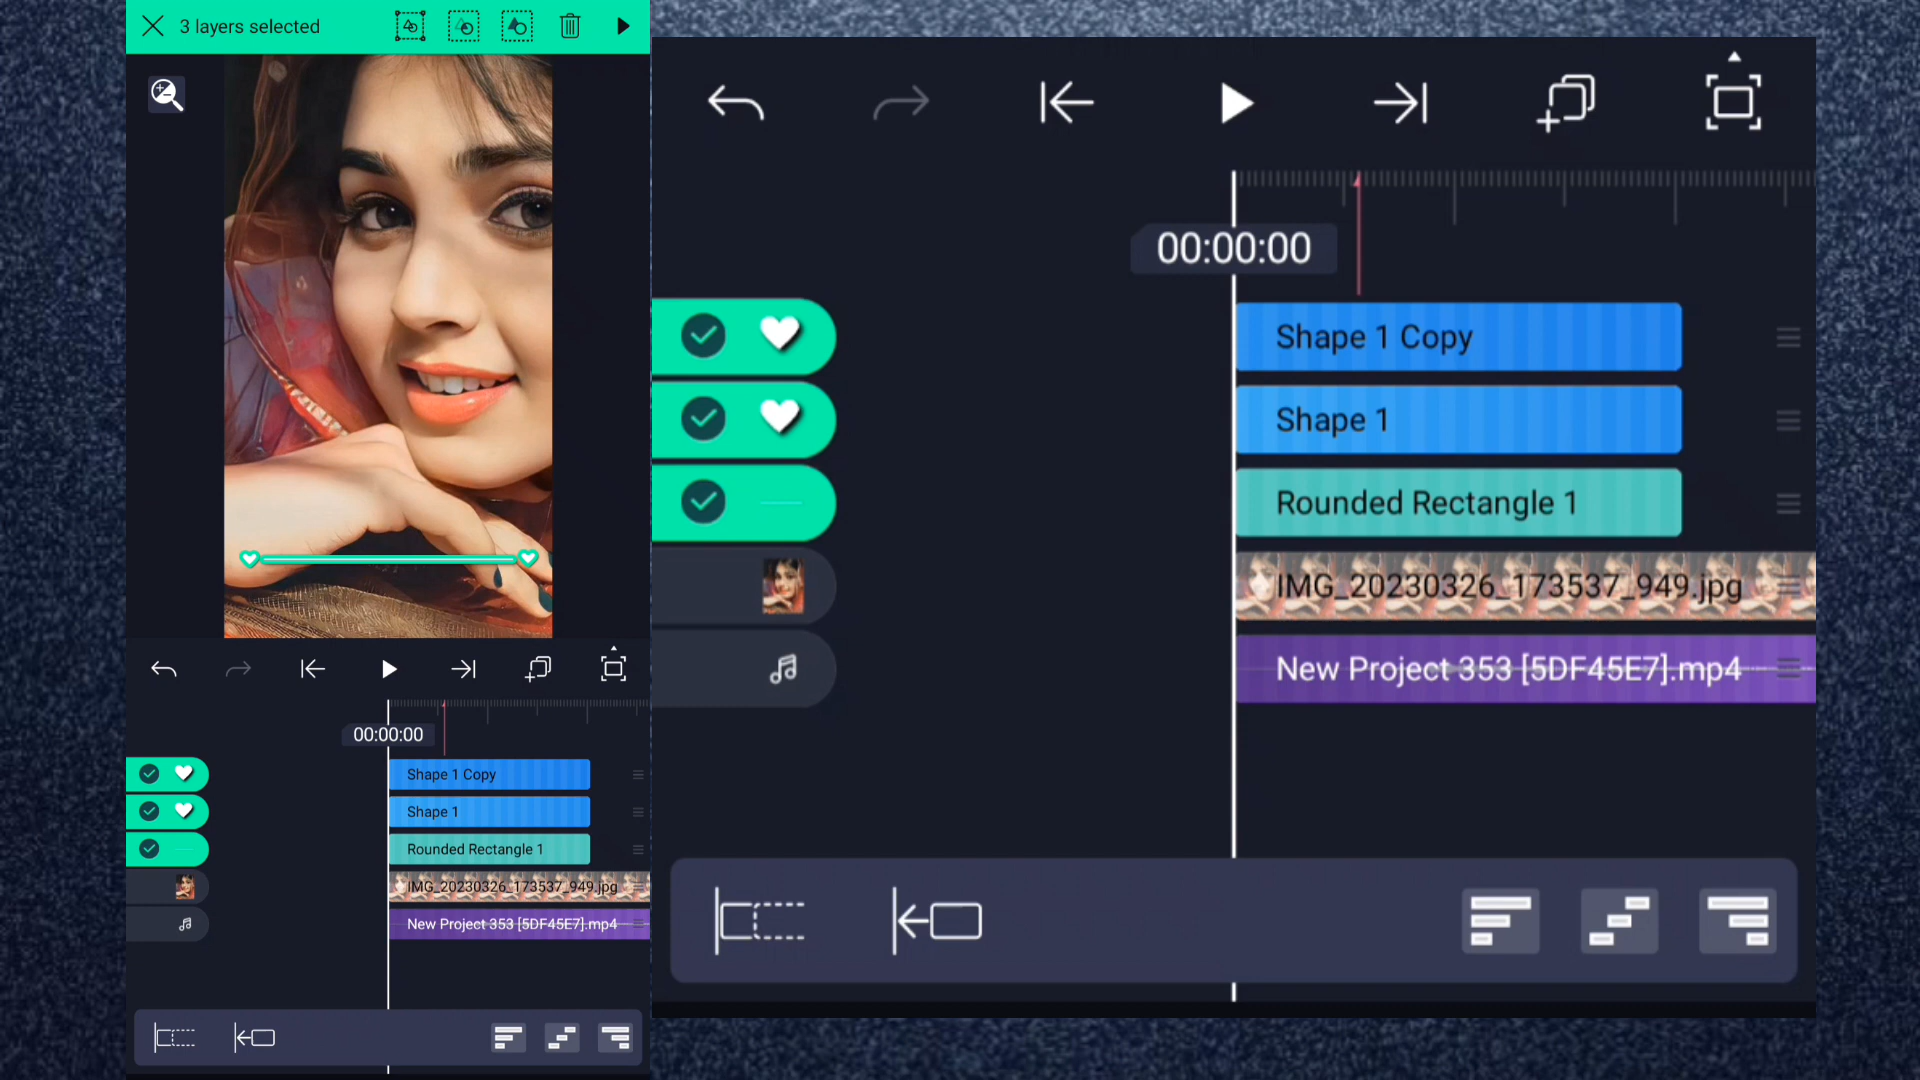 3 layers selected
00:00:00
Shape 1 Copy
Shape 1
Rounded Rectangle 1
IMG_20230326_173537_949.jpg
New Project 353 [5DF45E7].mp4
00:00:00
Shape 1 Copy
Shape 1
Rounded Rectangle 1
IMG_20230326_173537_949.jpg
New Project 353 [5DF45E7].mp4